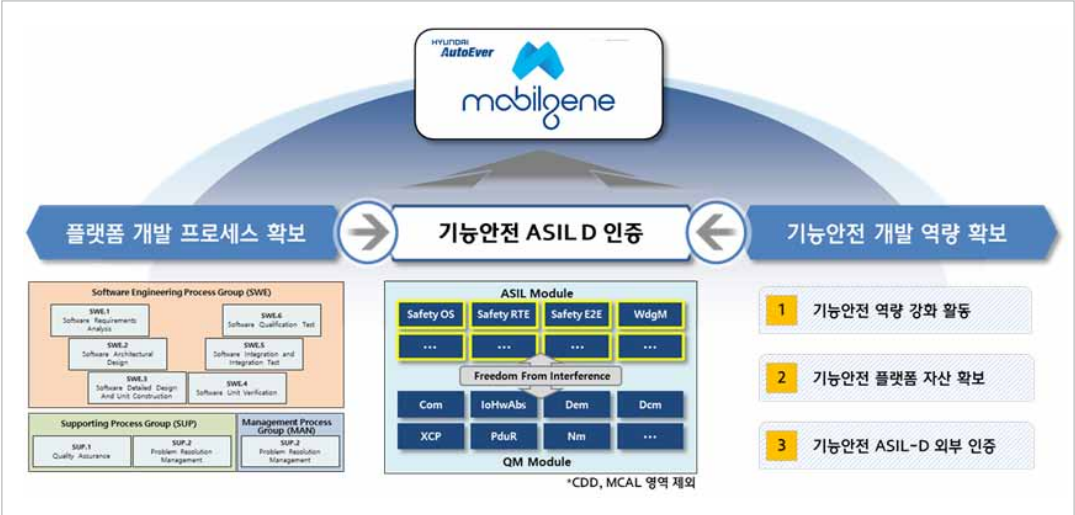 HYUNDAI
AutoEver
mobilgene
플랫폼 개발 프로세스 확보
기능안전 ASIL D 인증
기능안전 개발 역량 확보
Software Engineering Process Group (SWE)
SWE.1
Software Requirements
Analysis
SWE.6
Software Qualification Test
SWE.2
Software Architectural
Design
SWE.5
Software Integration and
Integration Test
SWE.3
Software Detailed Design
And Unit Construction
SWE.4
Software Unit Verification
Supporting Process Group (SUP)
SUP.1
Quality Assurance
SUP.2
Problem Resolution
Management
Management Process
Group (MAN)
SUP.2
Problem Resolution
Management
ASIL Module
Safety OS
Safety RTE
Safety E2E
WdgM
...
...
...
...
Freedom From Interference
Com
IoHwAbs
Dem
Dcm
XCP
PduR
Nm
...
QM Module
*CDD, MCAL 영역 제외
1 기능안전 역량 강화 활동
2 기능안전 플랫폼 자산 확보
3 기능안전 ASIL-D 외부 인증